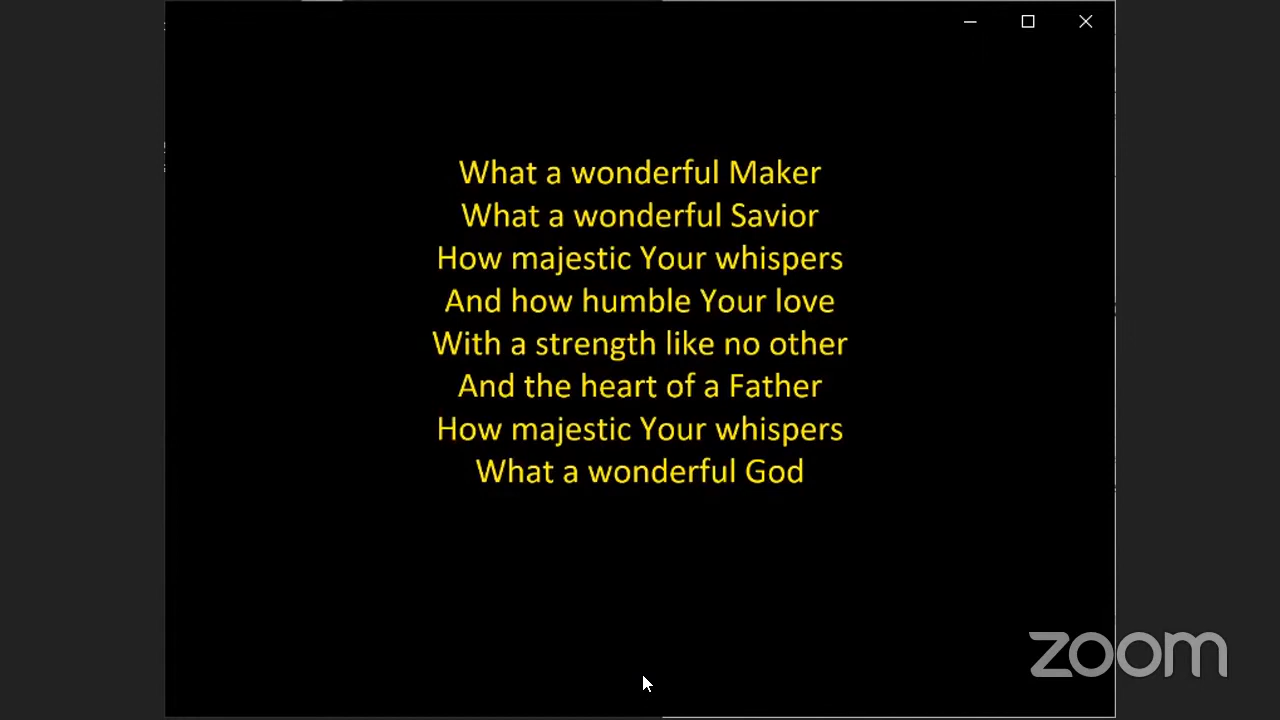 What a wonderful Maker
What a wonderful Savior
How majestic Your whispers
And how humble Your love
With a strength like no other
And the heart of a Father
How majestic Your whispers
What a wonderful God
zoom